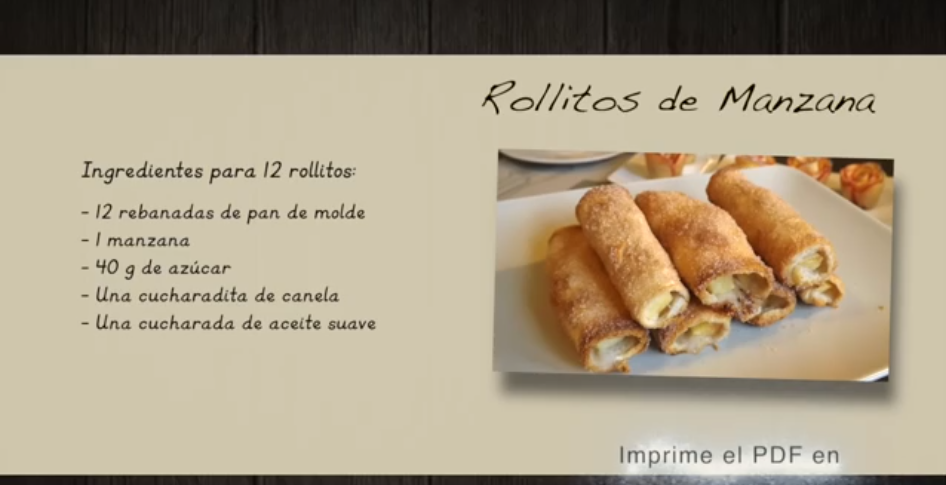 Rollitos de Manzana
Ingredientes para 12 rollitos:
- 12 rebanadas de pan de molde
- 1 manzana
- 40 g de azúcar
- Una cucharadita de canela
- Una cucharada de aceite suave
Imprime el PDF en